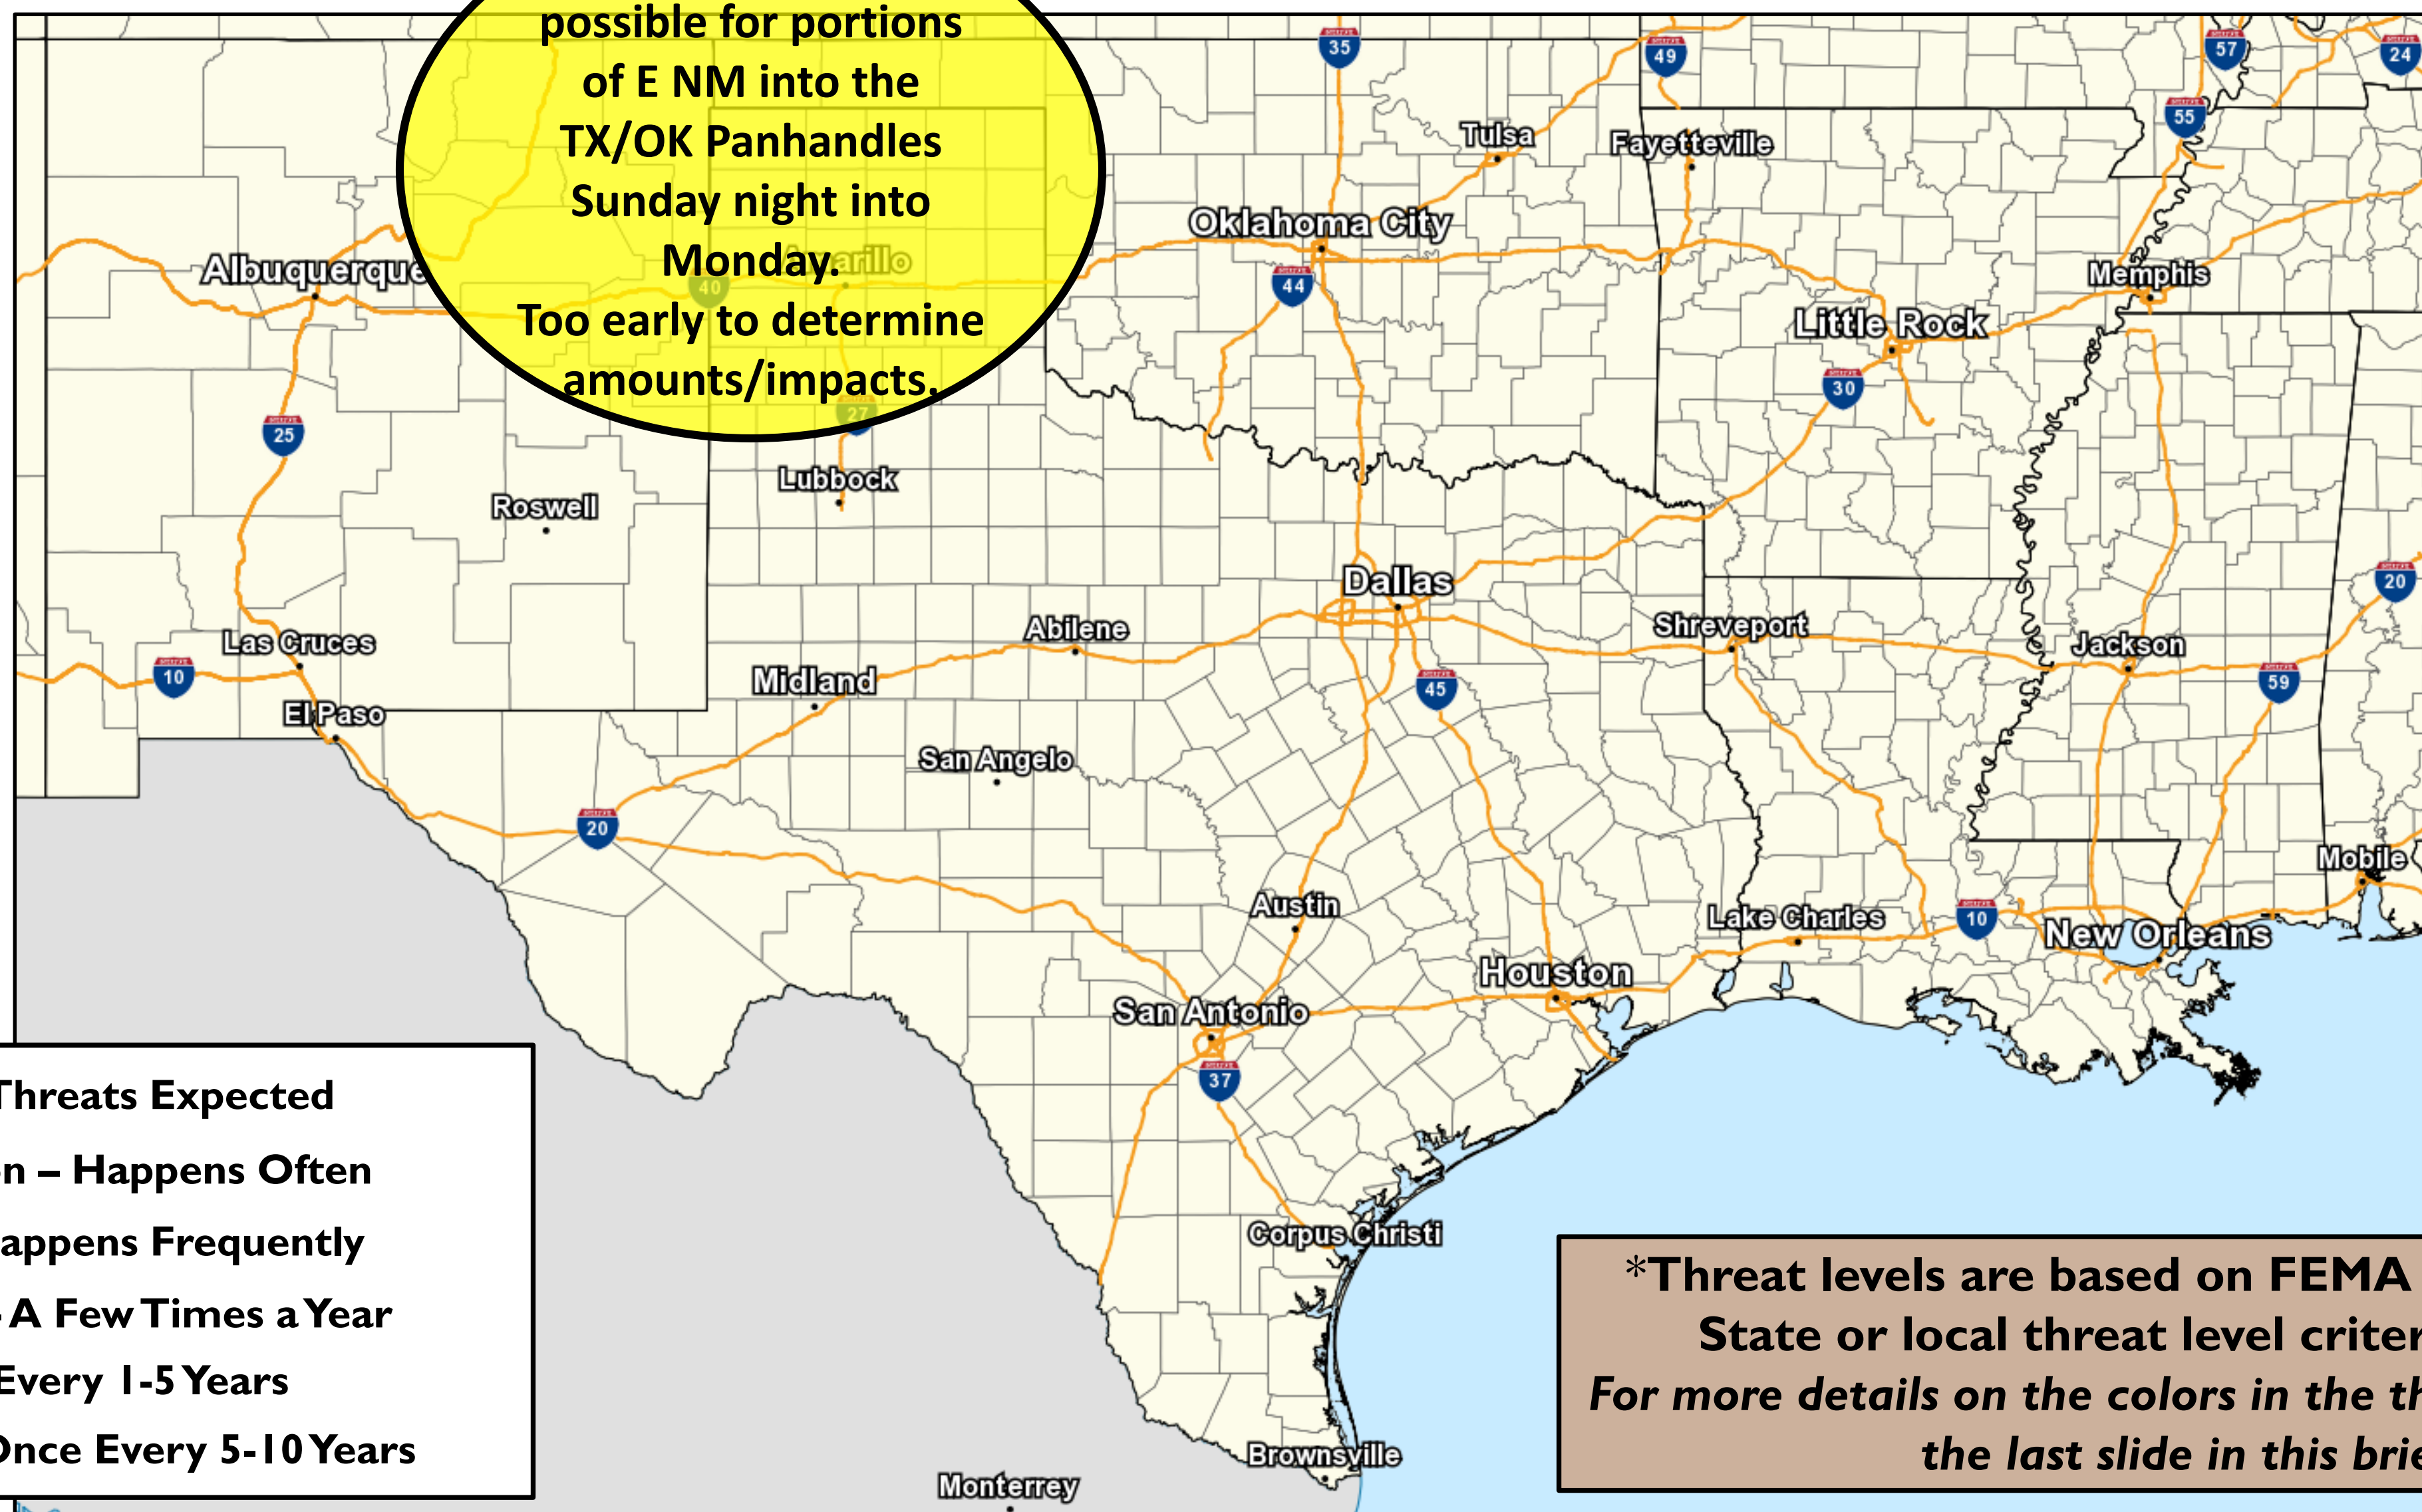 possible for portions
of E NM into the
TX/OK Panhandles
Sunday night into
Monday.
Too early to determine
amounts/impacts.
35
49
57
24
55
Tulsa
Fayetteville
Oklahoma City
Albuquerque
Amarillo
40
44
Memphis
Little Rock
30
27
25
Lubbock
Roswell
Dallas
20
Abilene
Shreveport
Las Cruces
Jackson
10
Midland
45
59
El Paso
San Angelo
20
Mobile
Austin
Lake Charles
10
New Orleans
Houston
San Antonio
37
Corpus Christi
Brownsville
Monterrey
Threats Expected
n – Happens Often
appens Frequently
- A Few Times a Year
Every 1-5 Years
Once Every 5-10 Years
*Threat levels are based on FEMA
State or local threat level criter
For more details on the colors in the th
the last slide in this brie